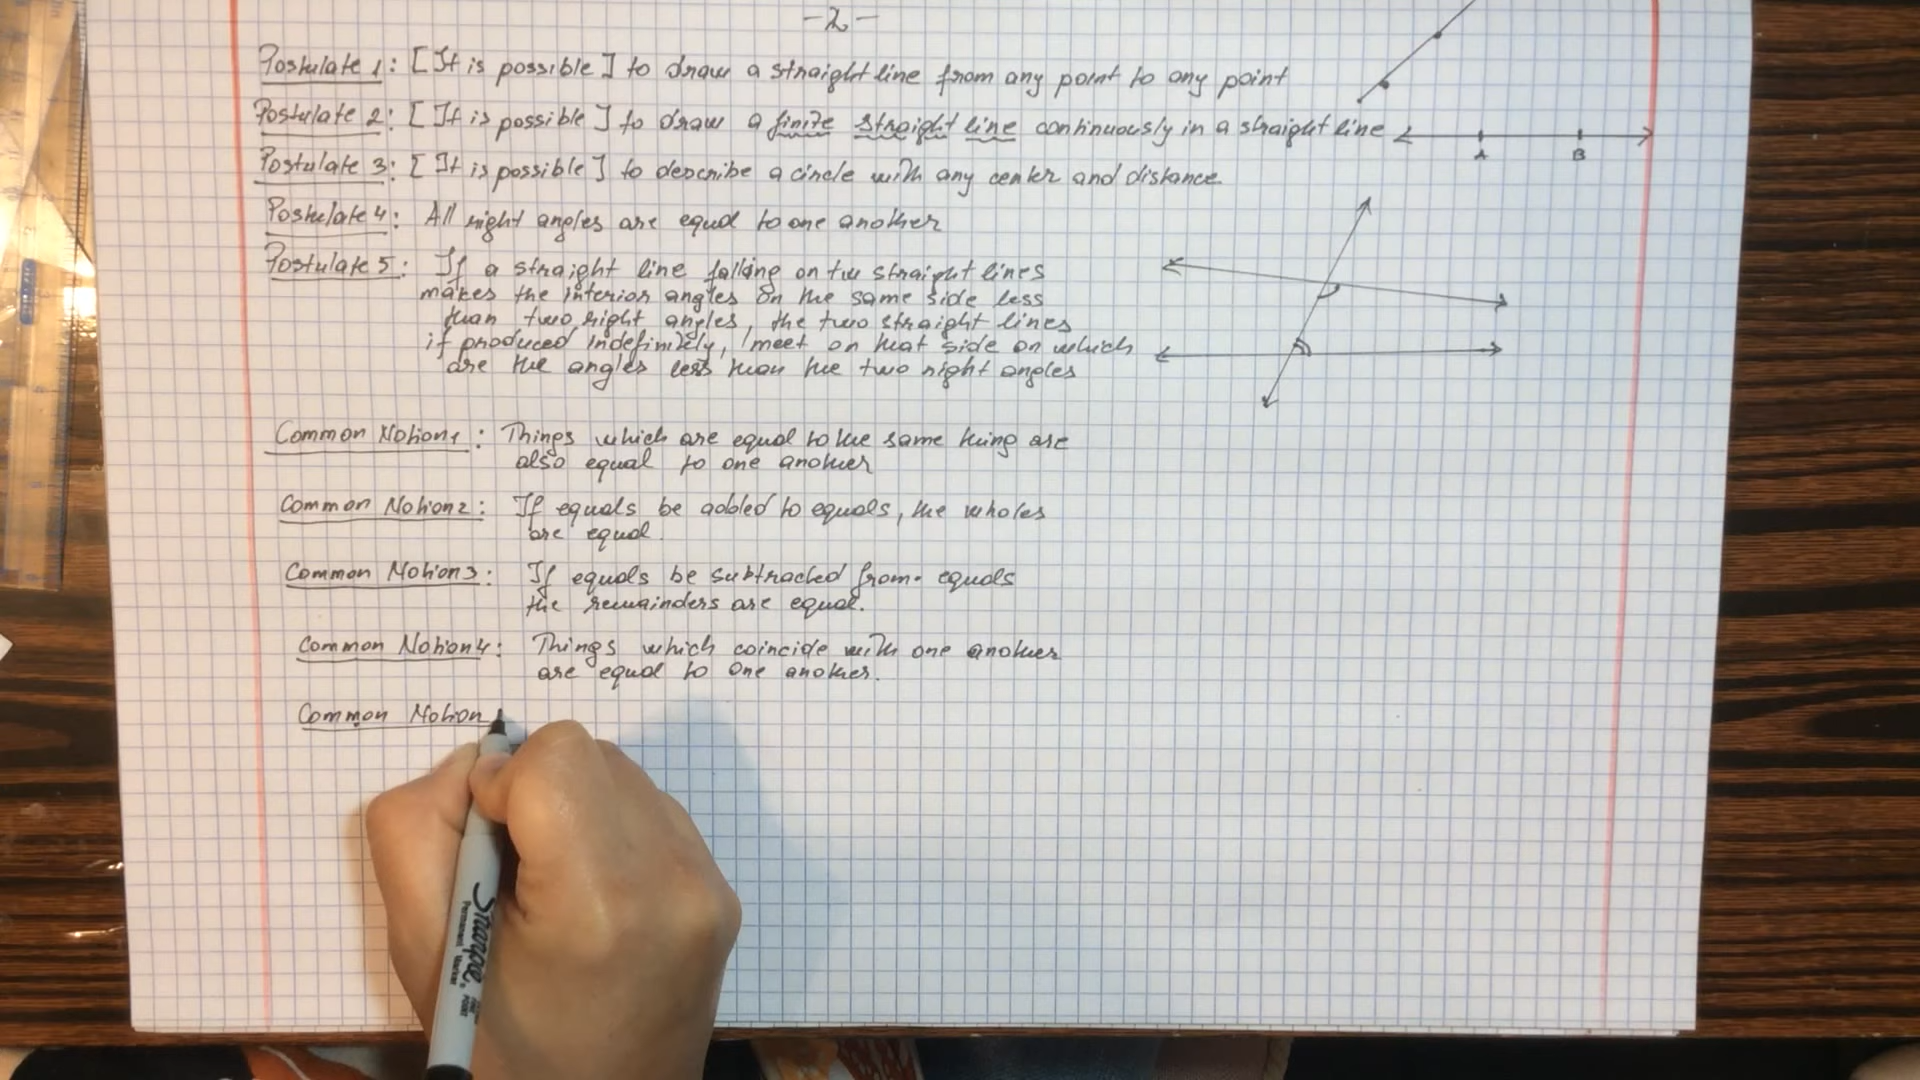 -2-
Postulate 1: [It is possible] to draw a straight line from any point to any point
Postulate 2: [It is possible] to draw a finite straight line continuously in a straight line
A B
Postulate 3: [It is possible] to describe a circle with any center and distance
Postulate 4: All right angles are equal to one another
Postulate 5: If a straight line falling on two straight lines
makes the interior angles on the same side less
than two right angles, the two straight lines
if produced indefinitely, meet on that side on which
are the angles less than the two right angles
Common Notion 1: Things which are equal to the same thing are
also equal to one another
Common Notion 2: If equals be added to equals, the wholes
are equal.
Common Notion 3: If equals be subtracted from equals
the remainders are equal.
Common Notion 4: Things which coincide with one another
are equal to one another.
Common Notion
Sharpie
Permanent Marker